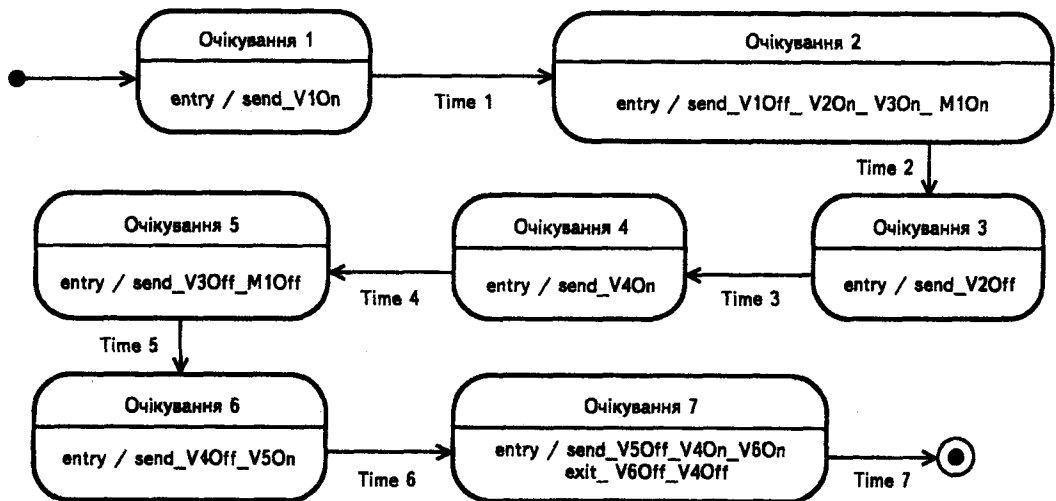 Очікування 1
entry / send_V1On
Time 1
Очікування 2
entry / send_V1Off_ V2On_ V3On_ M1On
Time 2
Очікування 3
entry / send_V2Off
Time 3
Очікування 4
entry / send_V4On
Time 4
Очікування 5
entry / send_V3Off_M1Off
Time 5
Очікування 6
entry / send_V4Off_V5On
Time 6
Очікування 7
entry / send_V5Off_V4On_V6On
exit_ V6Off_V4Off
Time 7